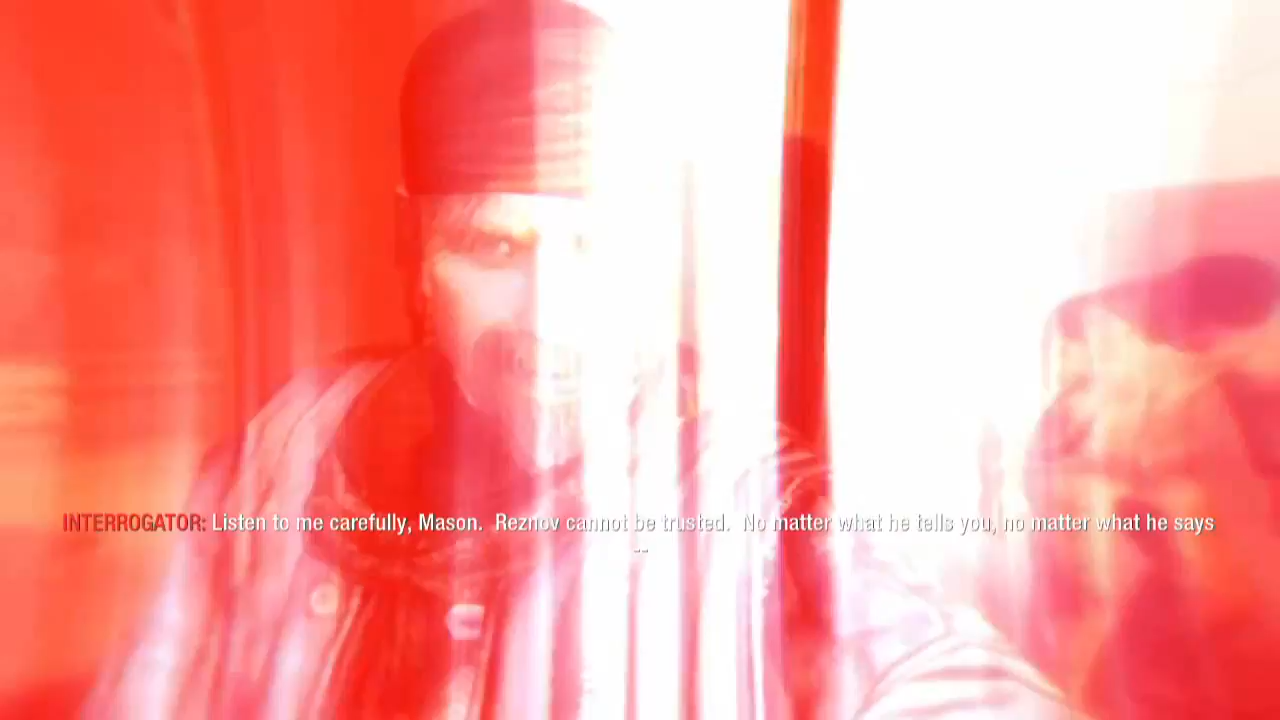 INTERROGATOR: Listen to me carefully, Mason.  Reznov cannot be trusted.  No matter what he tells you, no matter what he says
--